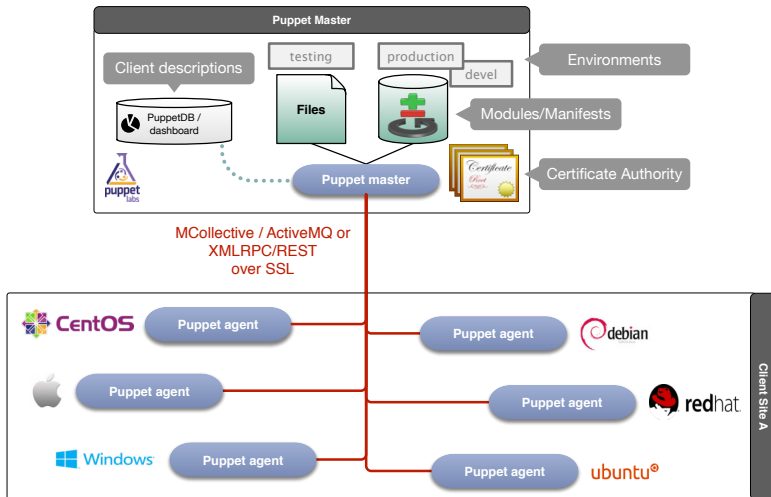 Puppet Master
testing
production
devel
Environments
Client descriptions
PuppetDB /
dashboard
Files
Modules/Manifests
puppet
labs
Puppet master
Certificate
Root
Certificate Authority
MCollective / ActiveMQ or
XMLRPC/REST
over SSL
CentOS
Puppet agent
Puppet agent
debian
Puppet agent
Puppet agent
redhat.
Windows
Puppet agent
Puppet agent
ubuntu
Client Site A